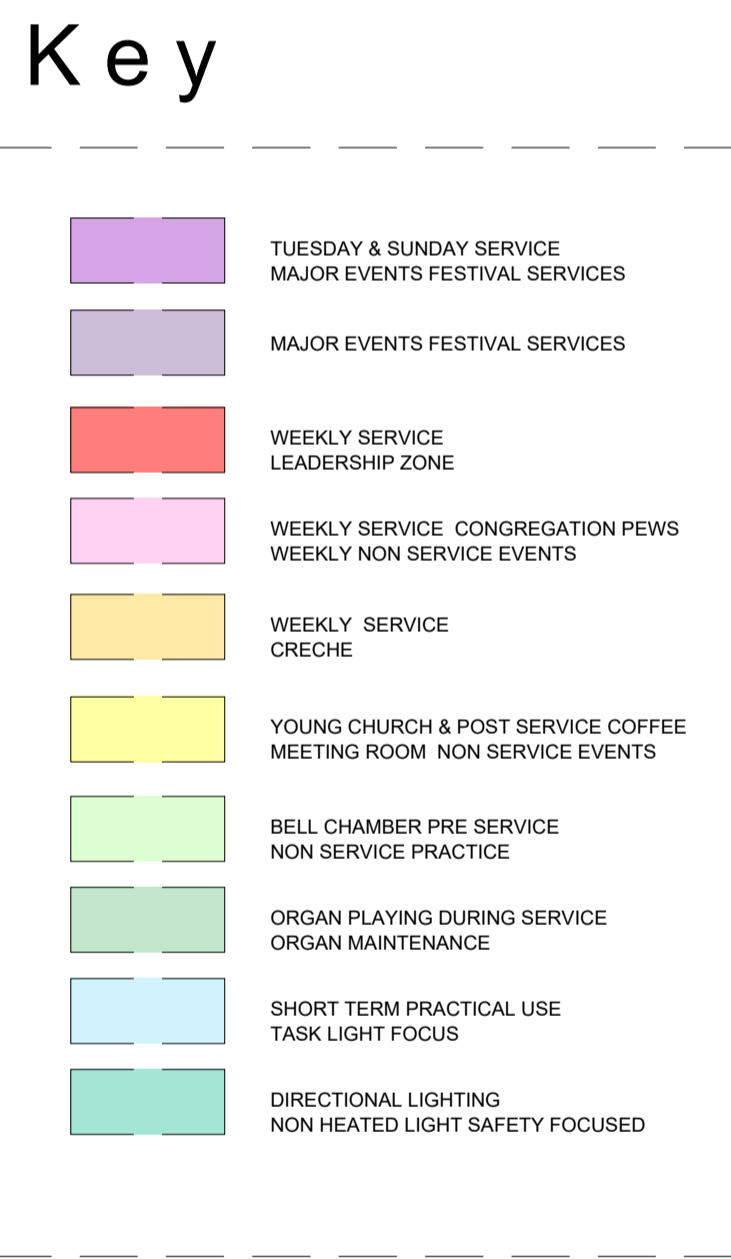 Key
TUESDAY & SUNDAY SERVICE
MAJOR EVENTS FESTIVAL SERVICES
MAJOR EVENTS FESTIVAL SERVICES
WEEKLY SERVICE
LEADERSHIP ZONE
WEEKLY SERVICE  CONGREGATION PEWS
WEEKLY NON SERVICE EVENTS
WEEKLY  SERVICE
CRECHE
YOUNG CHURCH & POST SERVICE COFFEE
MEETING ROOM  NON SERVICE EVENTS
BELL CHAMBER PRE SERVICE
NON SERVICE PRACTICE
ORGAN PLAYING DURING SERVICE
ORGAN MAINTENANCE
SHORT TERM PRACTICAL USE
TASK LIGHT FOCUS
DIRECTIONAL LIGHTING
NON HEATED LIGHT SAFETY FOCUSED